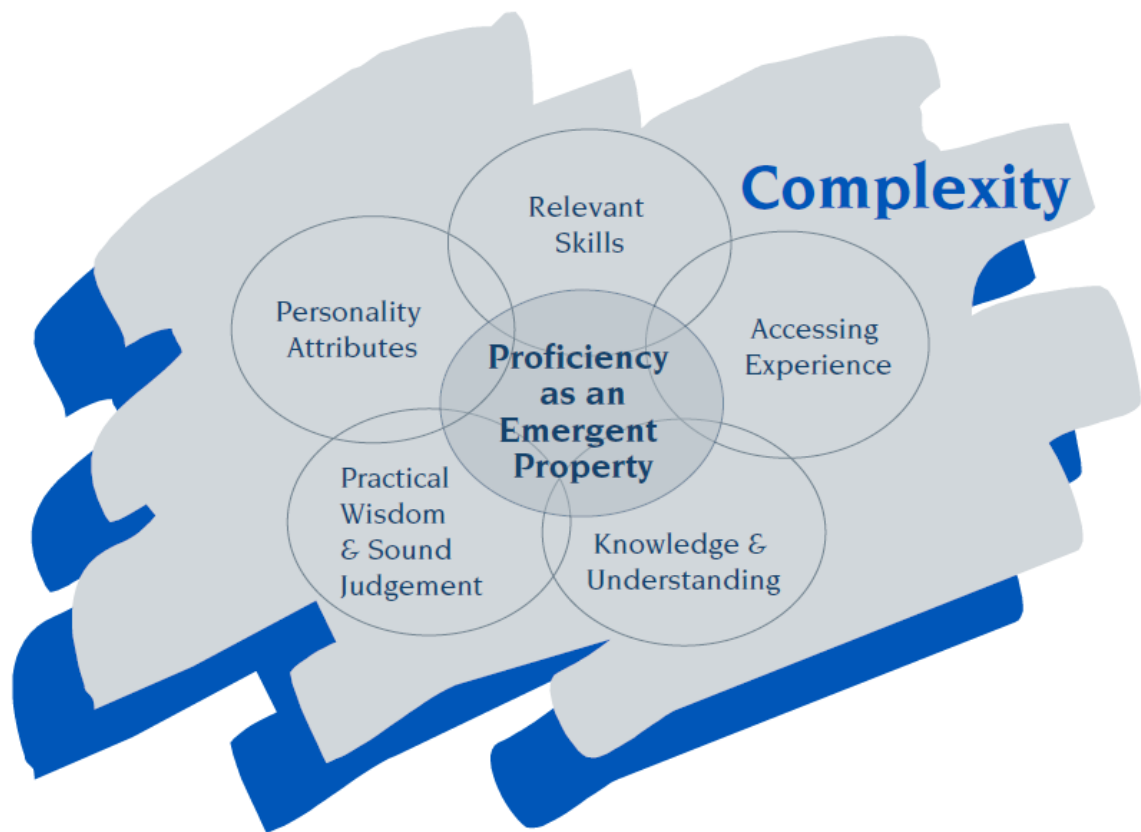 Complexity
Relevant
Skills
Personality
Attributes
Accessing
Experience
Proficiency
as an
Emergent
Property
Practical
Wisdom
& Sound
Judgement
Knowledge &
Understanding